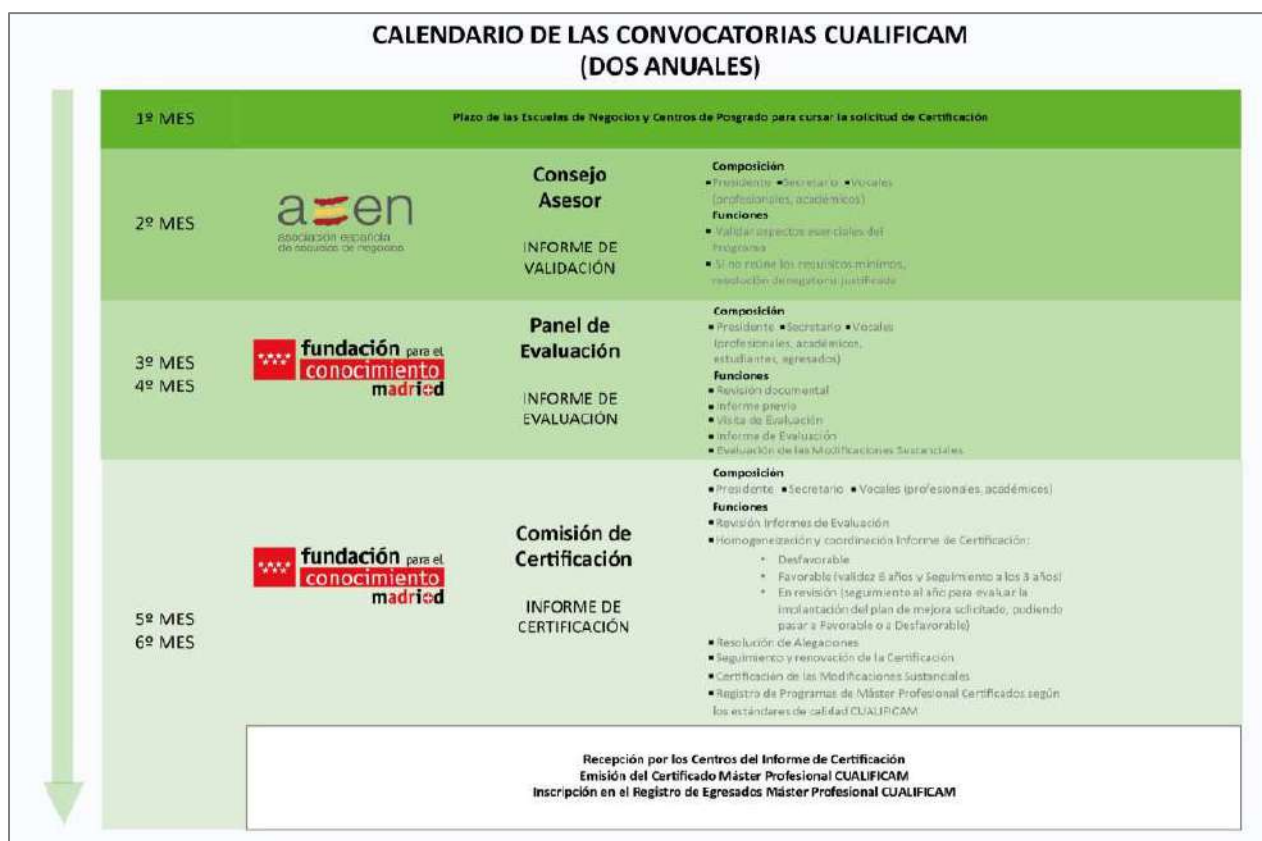 CALENDARIO DE LAS CONVOCATORIAS CUALIFICAM
(DOS ANUALES)
1º MES
Plazo de las Escuelas de Negocios y Centros de Posgrado para cursar la solicitud de Certificación
2º MES
aeen
asociación española
de escuelas de negocios
Consejo
Asesor
INFORME DE
VALIDACIÓN
Composición
▪Presidente ▪Secretario ▪Vocales
(profesionales, académicos)
Funciones
▪ Validar aspectos esenciales del
Programa
▪ Si no reúne los requisitos mínimos,
resolución denegatoria justificada
3º MES
4º MES
fundación para el
conocimiento
madri+d
Panel de
Evaluación
INFORME DE
EVALUACIÓN
Composición
▪ Presidente ▪Secretario ▪ Vocales
(profesionales, académicos,
estudiantes, egresados)
Funciones
▪ Revisión documental
▪ Informe previo
▪ Visita de Evaluación
▪ Informe de Evaluación
▪ Evaluación de las Modificaciones Sustanciales
5º MES
6º MES
fundación para el
conocimiento
madri+d
Comisión de
Certificación
INFORME DE
CERTIFICACIÓN
Composición
▪ Presidente ▪ Secretario ▪ Vocales (profesionales, académicos)
Funciones
▪ Revisión Informes de Evaluación
▪ Homogeneización y coordinación Informe de Certificación:
• Desfavorable
• Favorable (validez 6 años y Seguimiento a los 3 años)
• En revisión (seguimiento al año para evaluar la
implantación del plan de mejora solicitado, pudiendo
pasar a Favorable o a Desfavorable)
▪ Resolución de Alegaciones
▪ Seguimiento y renovación de la Certificación
▪ Certificación de las Modificaciones Sustanciales
▪ Registro de Programas de Máster Profesional Certificados según
los estándares de calidad CUALIFICAM
Recepción por los Centros del Informe de Certificación
Emisión del Certificado Máster Profesional CUALIFICAM
Inscripción en el Registro de Egresados Máster Profesional CUALIFICAM